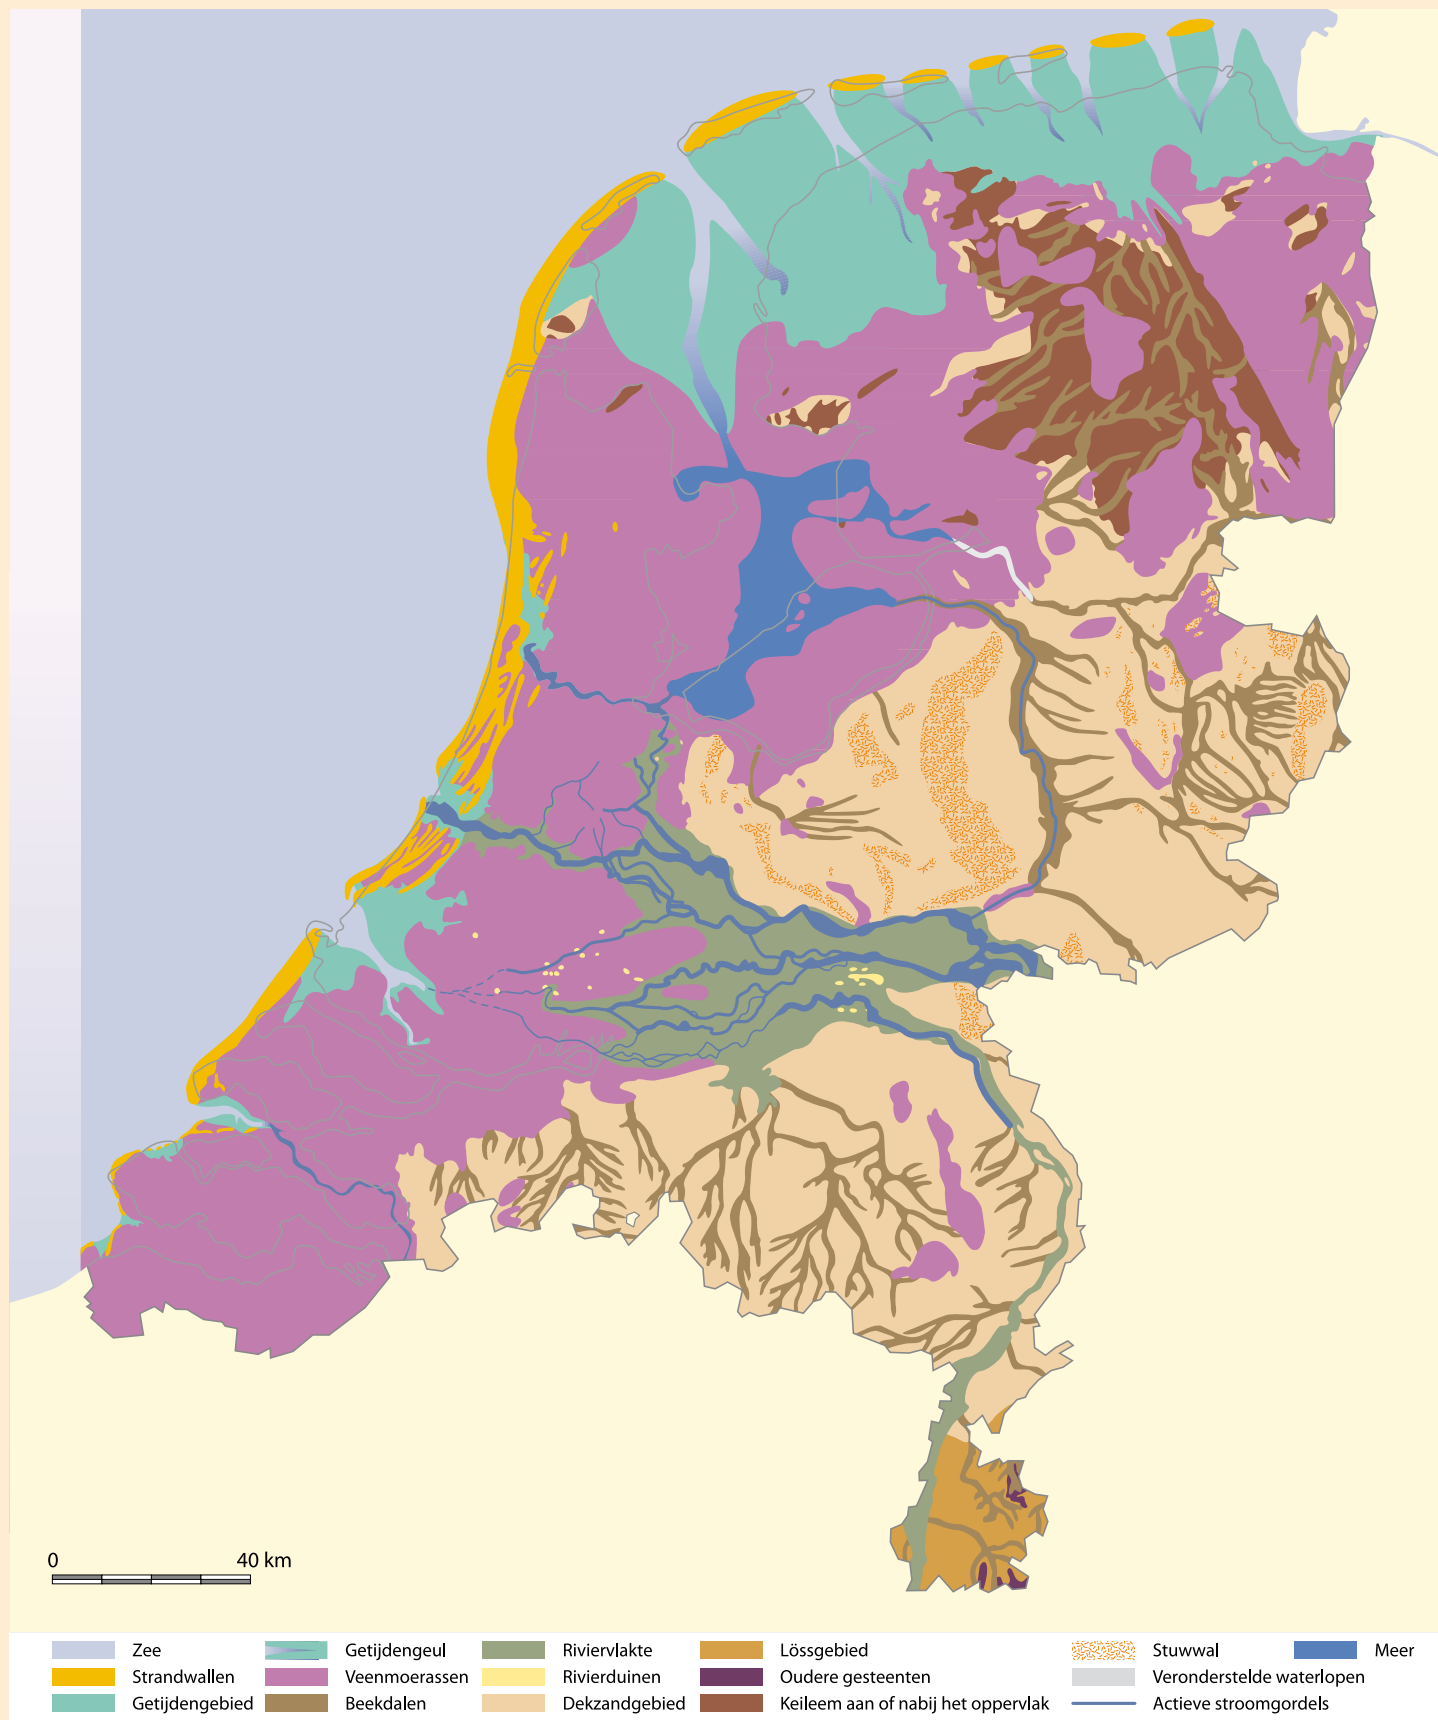 0 40 km
Zee Getijdengeul Riviervlakte Lössgebied Stuwwal Meer
Strandwallen Veenmoerassen Rivierduinen Oudere gesteenten Veronderstelde waterlopen
Getijdengebied Beekdalen Dekzandgebied Keileem aan of nabij het oppervlak Actieve stroomgordels